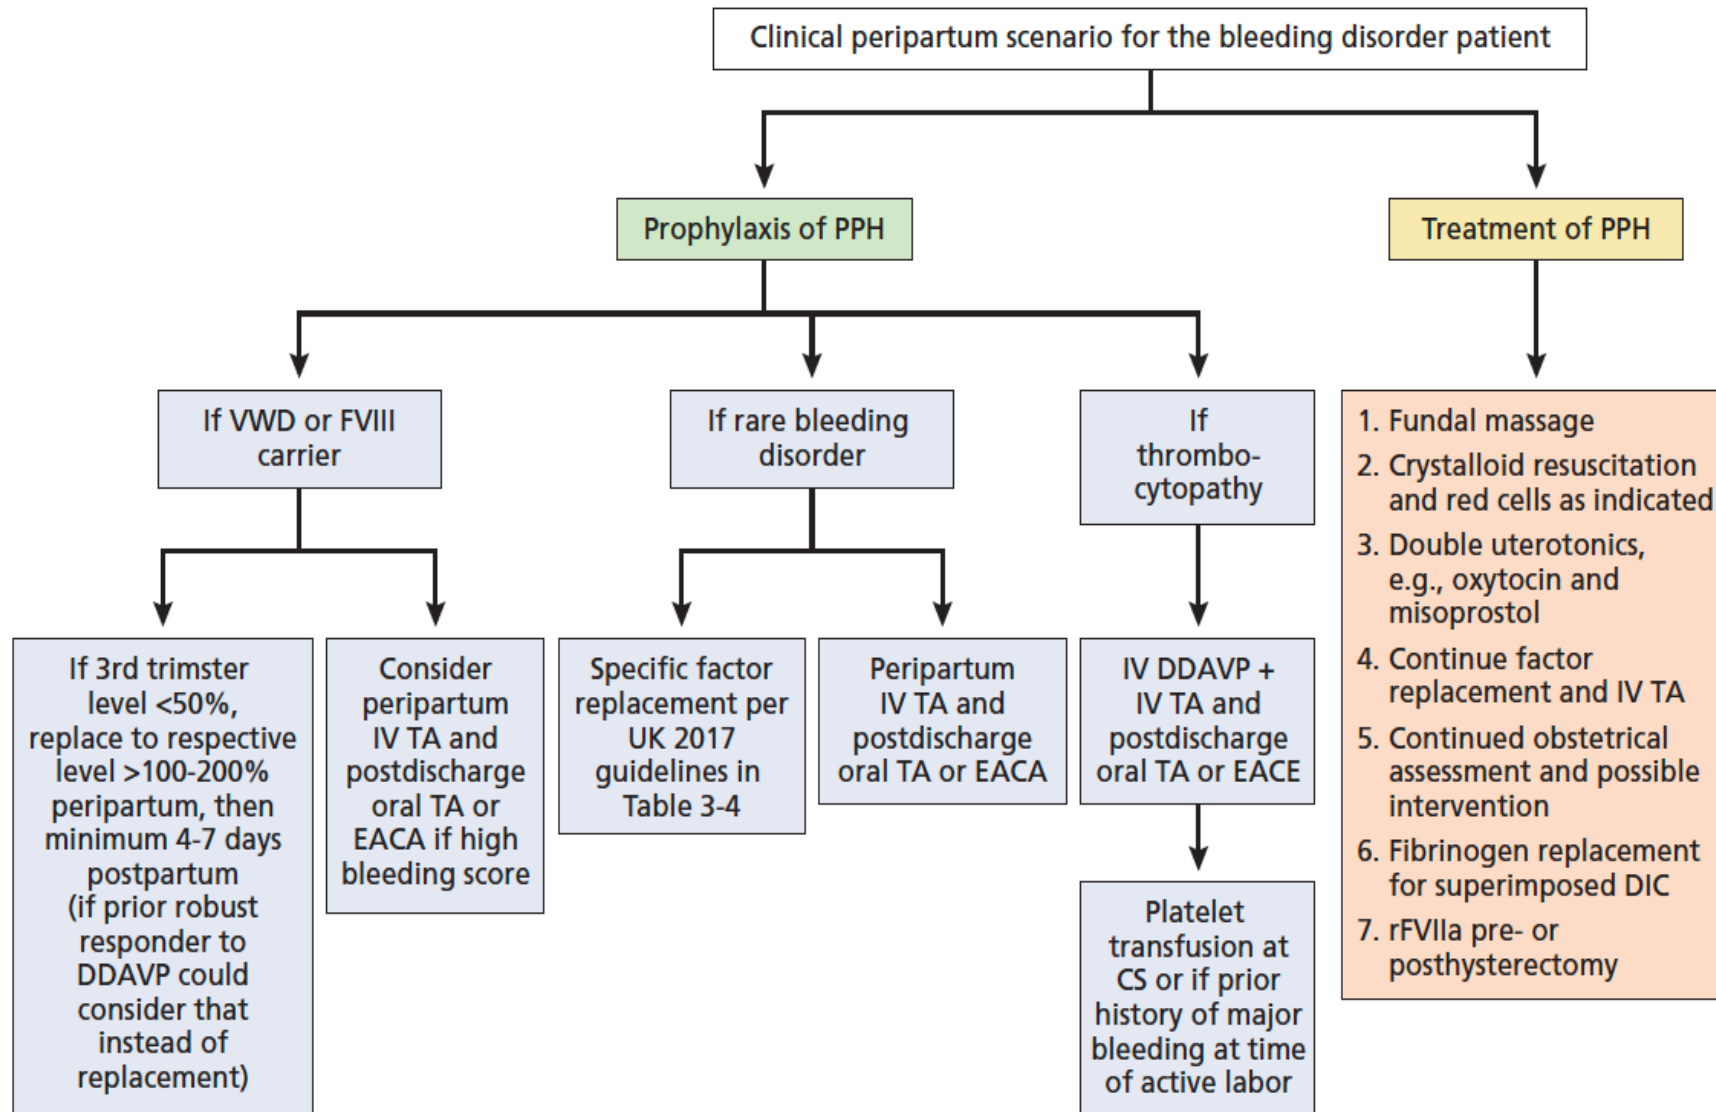 Clinical peripartum scenario for the bleeding disorder patient
Prophylaxis of PPH
Treatment of PPH
If VWD or FVIII
carrier
If rare bleeding
disorder
If
thrombo-
cytopathy
If 3rd trimster
level <50%,
replace to respective
level >100-200%
peripartum, then
minimum 4-7 days
postpartum
(if prior robust
responder to
DDAVP could
consider that
instead of
replacement)
Consider
peripartum
IV TA and
postdischarge
oral TA or
EACA if high
bleeding score
Specific factor
replacement per
UK 2017
guidelines in
Table 3-4
Peripartum
IV TA and
postdischarge
oral TA or EACA
IV DDAVP +
IV TA and
postdischarge
oral TA or EACE
Platelet
transfusion at
CS or if prior
history of major
bleeding at time
of active labor
1. Fundal massage
2. Crystalloid resuscitation
and red cells as indicated
3. Double uterotonics,
e.g., oxytocin and
misoprostol
4. Continue factor
replacement and IV TA
5. Continued obstetrical
assessment and possible
intervention
6. Fibrinogen replacement
for superimposed DIC
7. rFVIIa pre- or
posthysterectomy